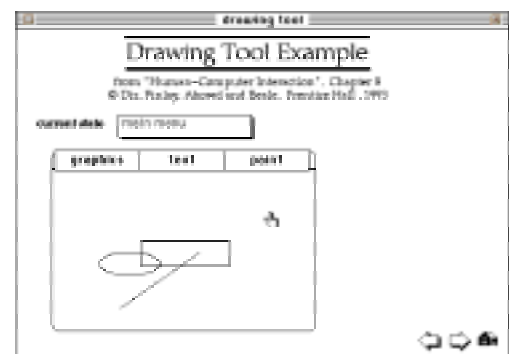 drawing tool
Drawing Tool Example
from "Human-Computer Interaction", Chapter 8
© Dix, Finlay, Abowd and Beale, Prentice Hall, 1993
current state main menu
graphics text paint